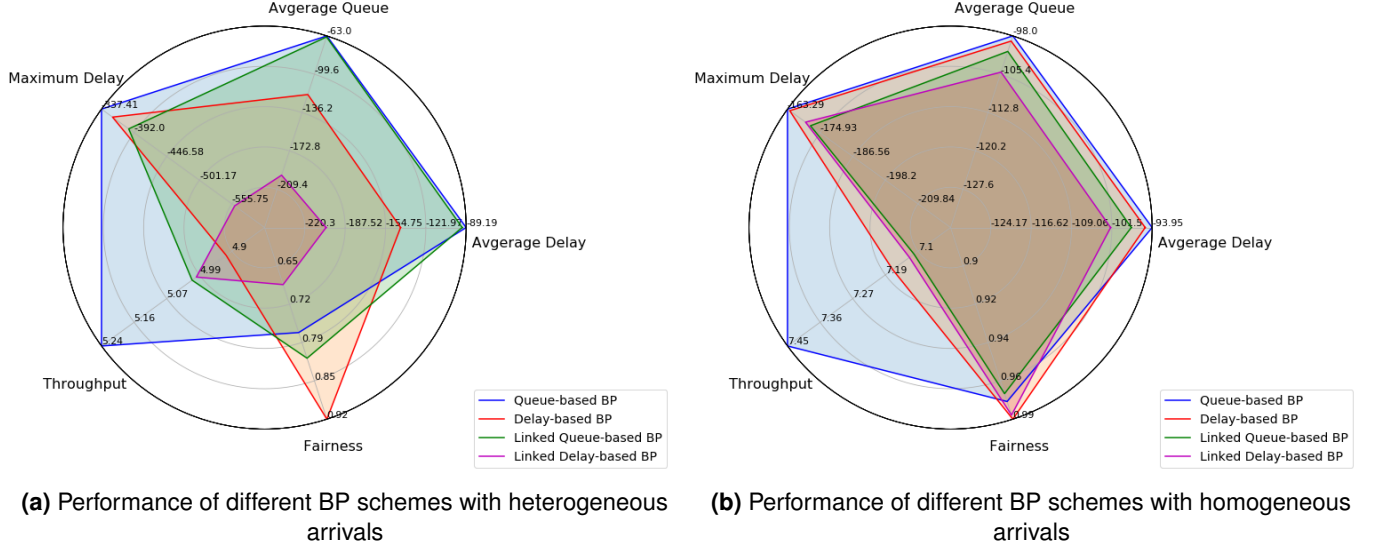 Avgerage Queue
-63.0
-99.6
-136.2
-172.8
-209.4
Maximum Delay
-337.41
-392.0
-446.58
-501.17
-555.75
-220.3
-187.52
-154.75
-121.97
-89.19
Avgerage Delay
4.9
4.99
5.07
5.16
5.24
Throughput
0.65
0.72
0.79
0.85
0.92
Fairness
Queue-based BP
Delay-based BP
Linked Queue-based BP
Linked Delay-based BP
(a) Performance of different BP schemes with heterogeneous
arrivals
Avgerage Queue
-98.0
-105.4
-112.8
-120.2
-127.6
Maximum Delay
-163.29
-174.93
-186.56
-198.2
-209.84
-124.17
-116.62
-109.06
-101.5
-93.95
Avgerage Delay
7.1
7.19
7.27
7.36
7.45
Throughput
0.9
0.92
0.94
0.96
0.99
Fairness
Queue-based BP
Delay-based BP
Linked Queue-based BP
Linked Delay-based BP
(b) Performance of different BP schemes with homogeneous
arrivals